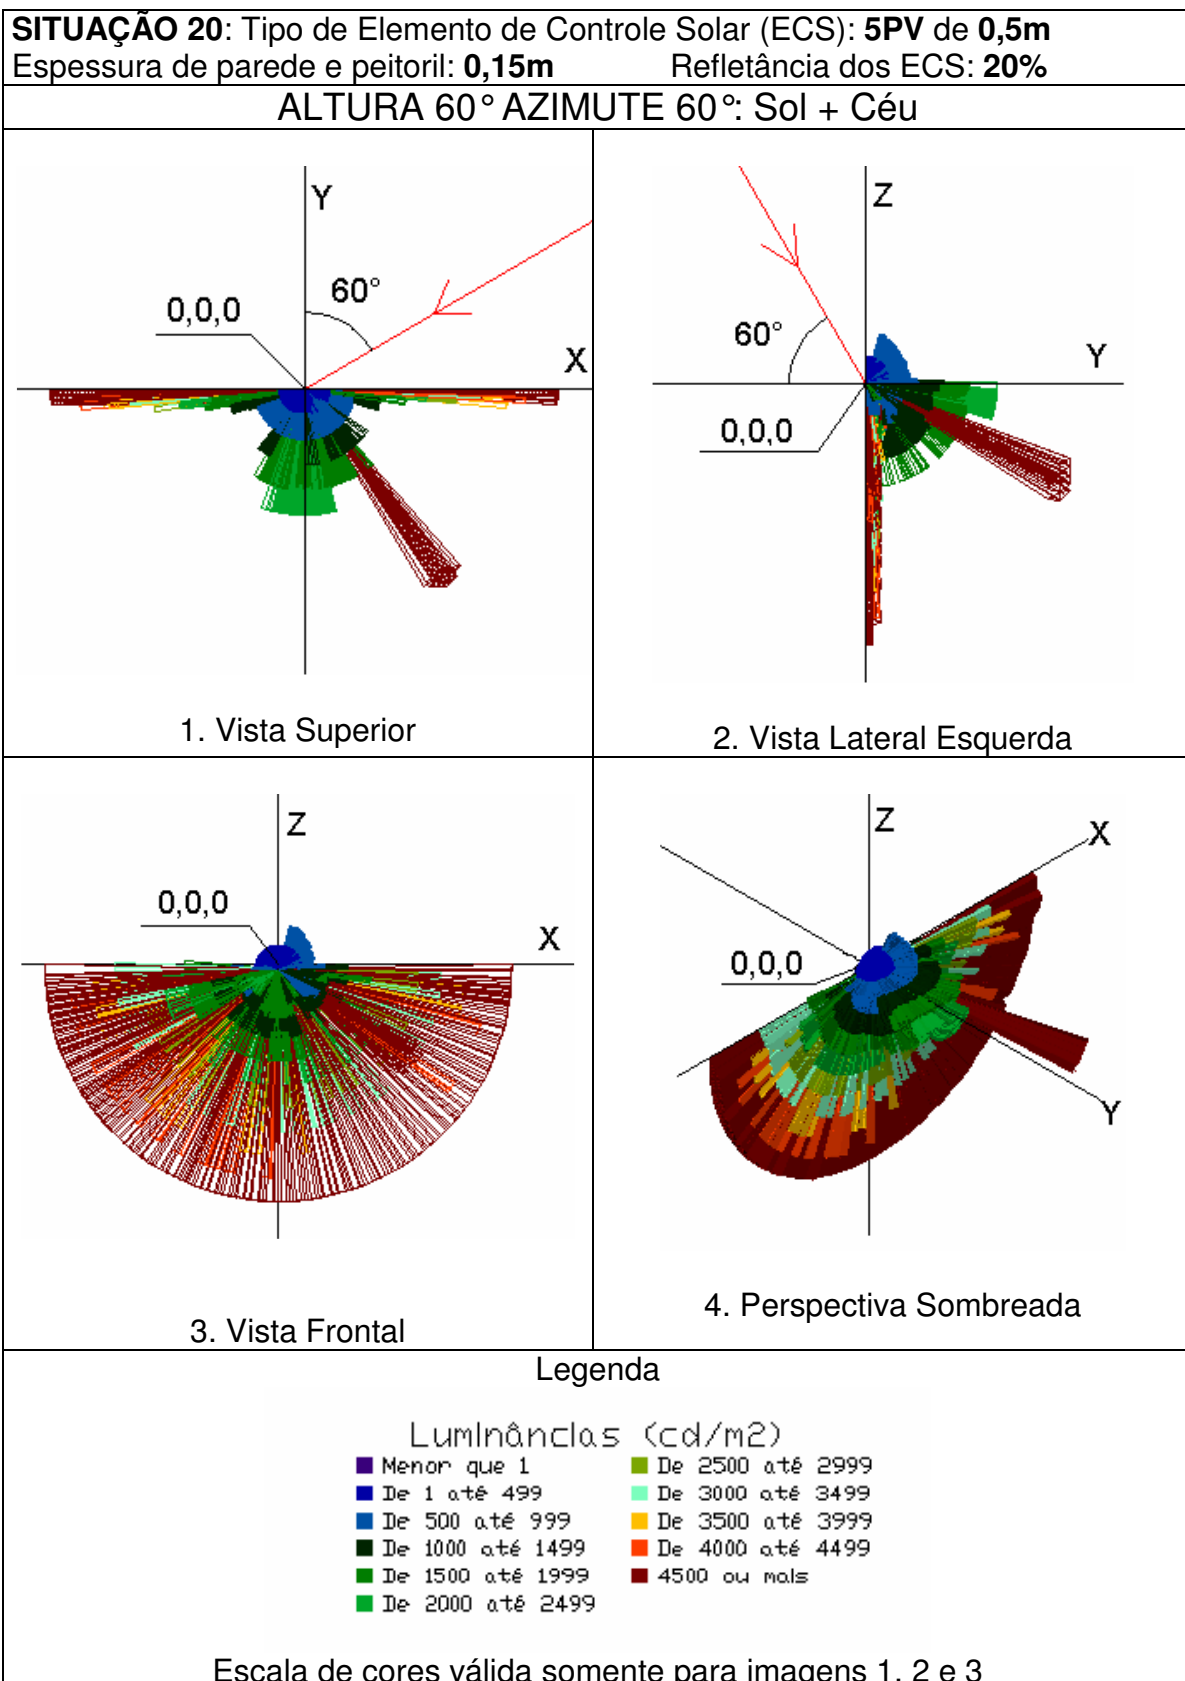 SITUAÇÃO 20: Tipo de Elemento de Controle Solar (ECS): 5PV de 0,5m
Espessura de parede e peitoril: 0,15m Refletância dos ECS: 20%
ALTURA 60° AZIMUTE 60°: Sol + Céu
Y
60°
0,0,0
X
1. Vista Superior
Z
60°
Y
0,0,0
2. Vista Lateral Esquerda
Z
0,0,0
X
3. Vista Frontal
Z
X
0,0,0
Y
4. Perspectiva Sombreada
Legenda
Luminâncias (cd/m2)
Menor que 1
De 1 até 499
De 500 até 999
De 1000 até 1499
De 1500 até 1999
De 2000 até 2499
De 2500 até 2999
De 3000 até 3499
De 3500 até 3999
De 4000 até 4499
4500 ou mais
Escala de cores válida somente para imagens 1, 2 e 3